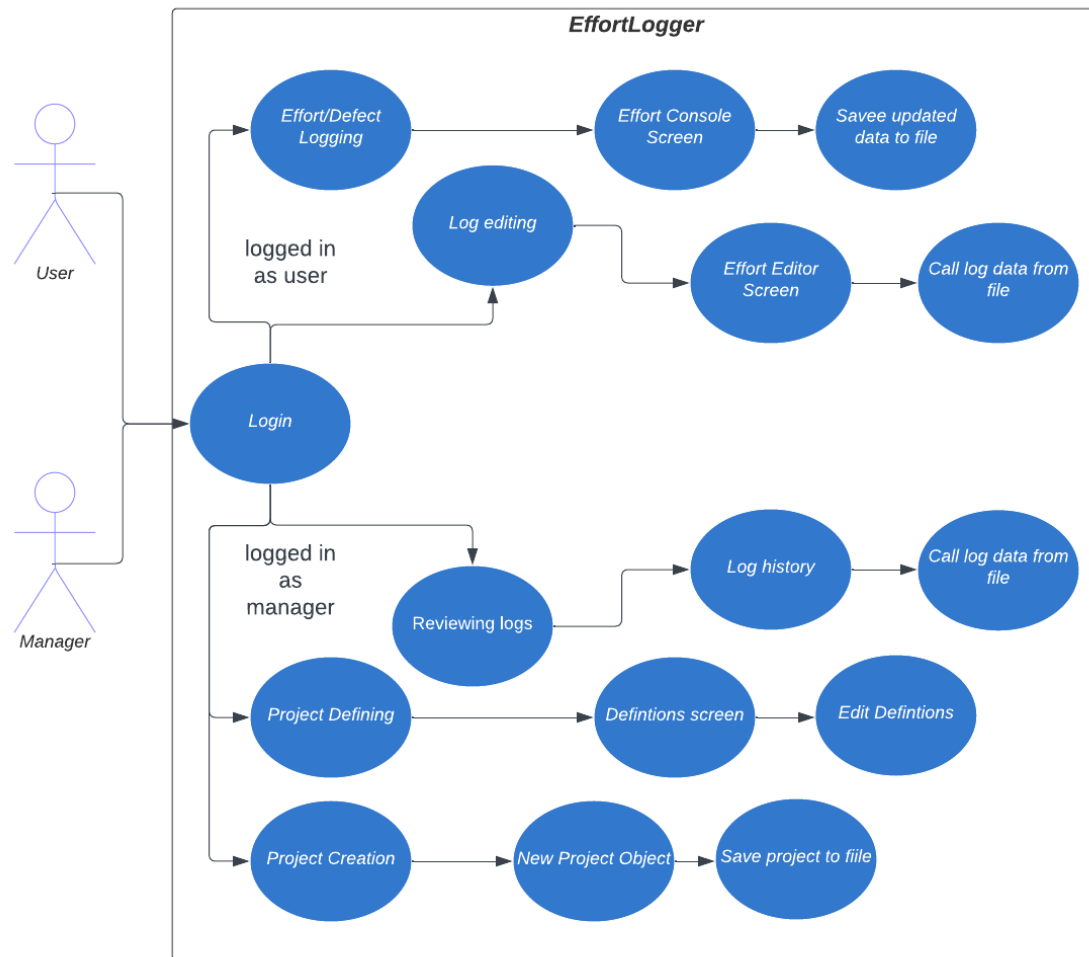 EffortLogger
Effort/Defect
Logging
Effort Console
Screen
Savee updated
data to file
User
logged in
as user
Log editing
Effort Editor
Screen
Call log data from
file
Login
Manager
logged in
as
manager
Reviewing logs
Log history
Call log data from
file
Project Defining
Defintions screen
Edit Defintions
Project Creation
New Project Object
Save project to fiile